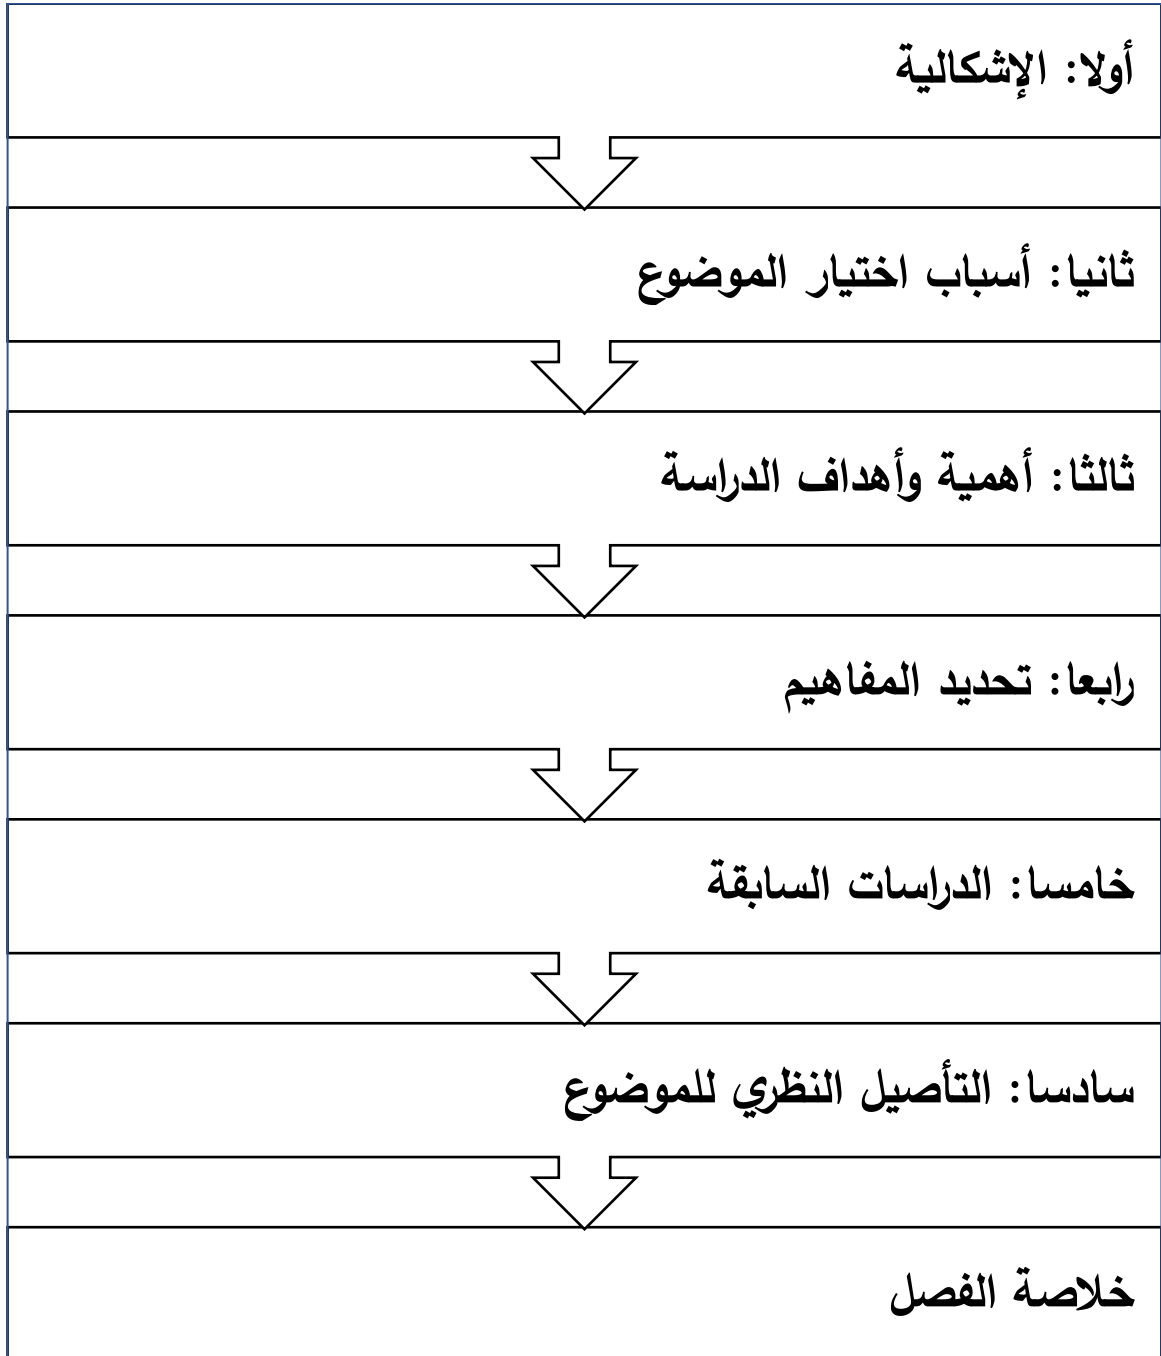 أولا: الإشكالية
ثانيا: أسباب اختيار الموضوع
ثالثا: أهمية وأهداف الدراسة
رابعا: تحديد المفاهيم
خامسا: الدراسات السابقة
سادسا: التأصيل النظري للموضوع
خلاصة الفصل